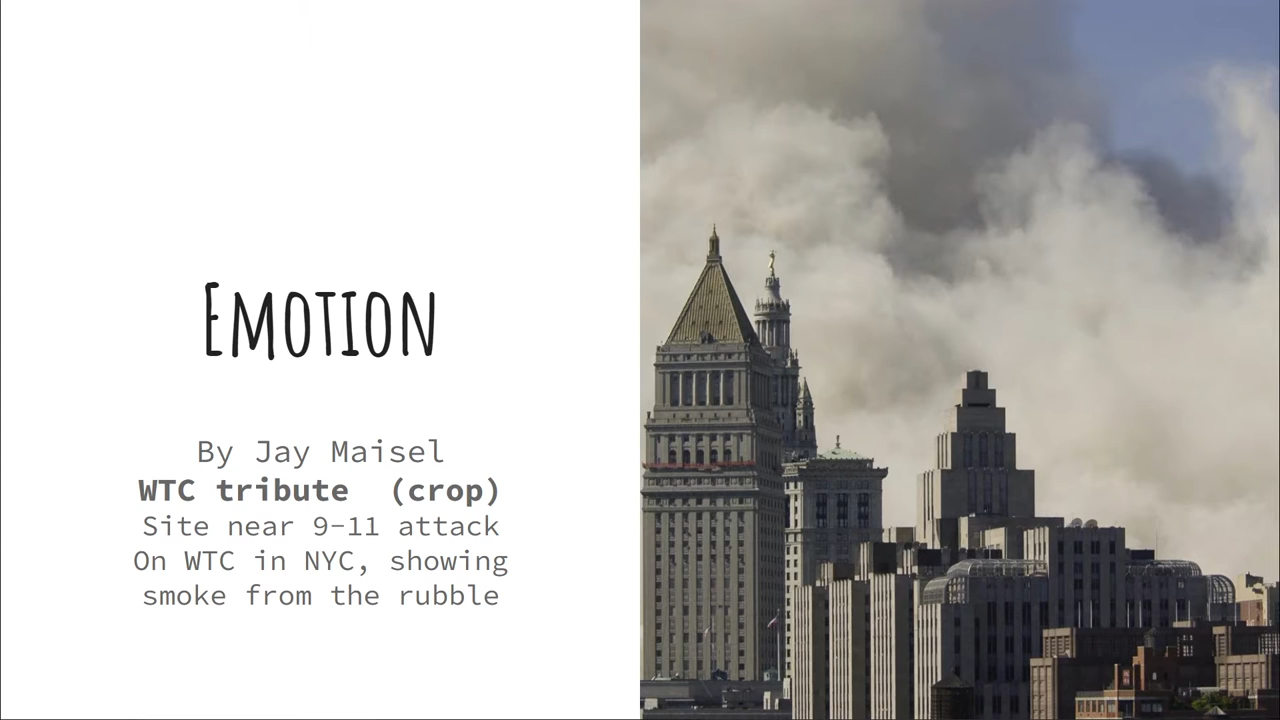 Emotion
By Jay Maisel
WTC tribute  (crop)
Site near 9-11 attack
On WTC in NYC, showing
smoke from the rubble